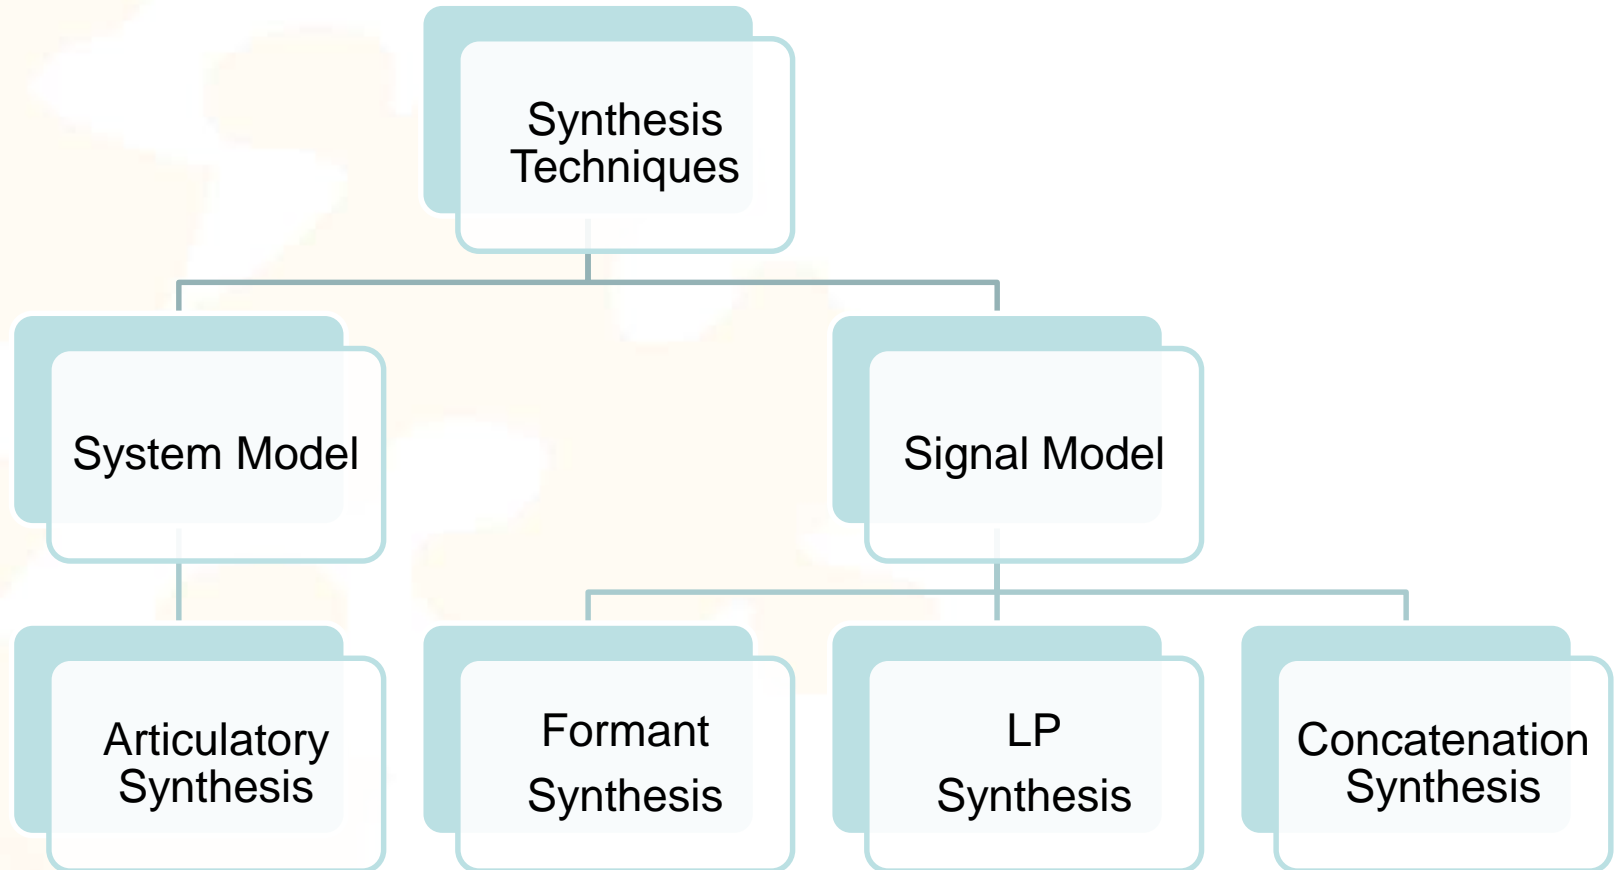 Synthesis
Techniques
System Model
Signal Model
Articulatory
Synthesis
Formant
Synthesis
LP
Synthesis
Concatenation
Synthesis